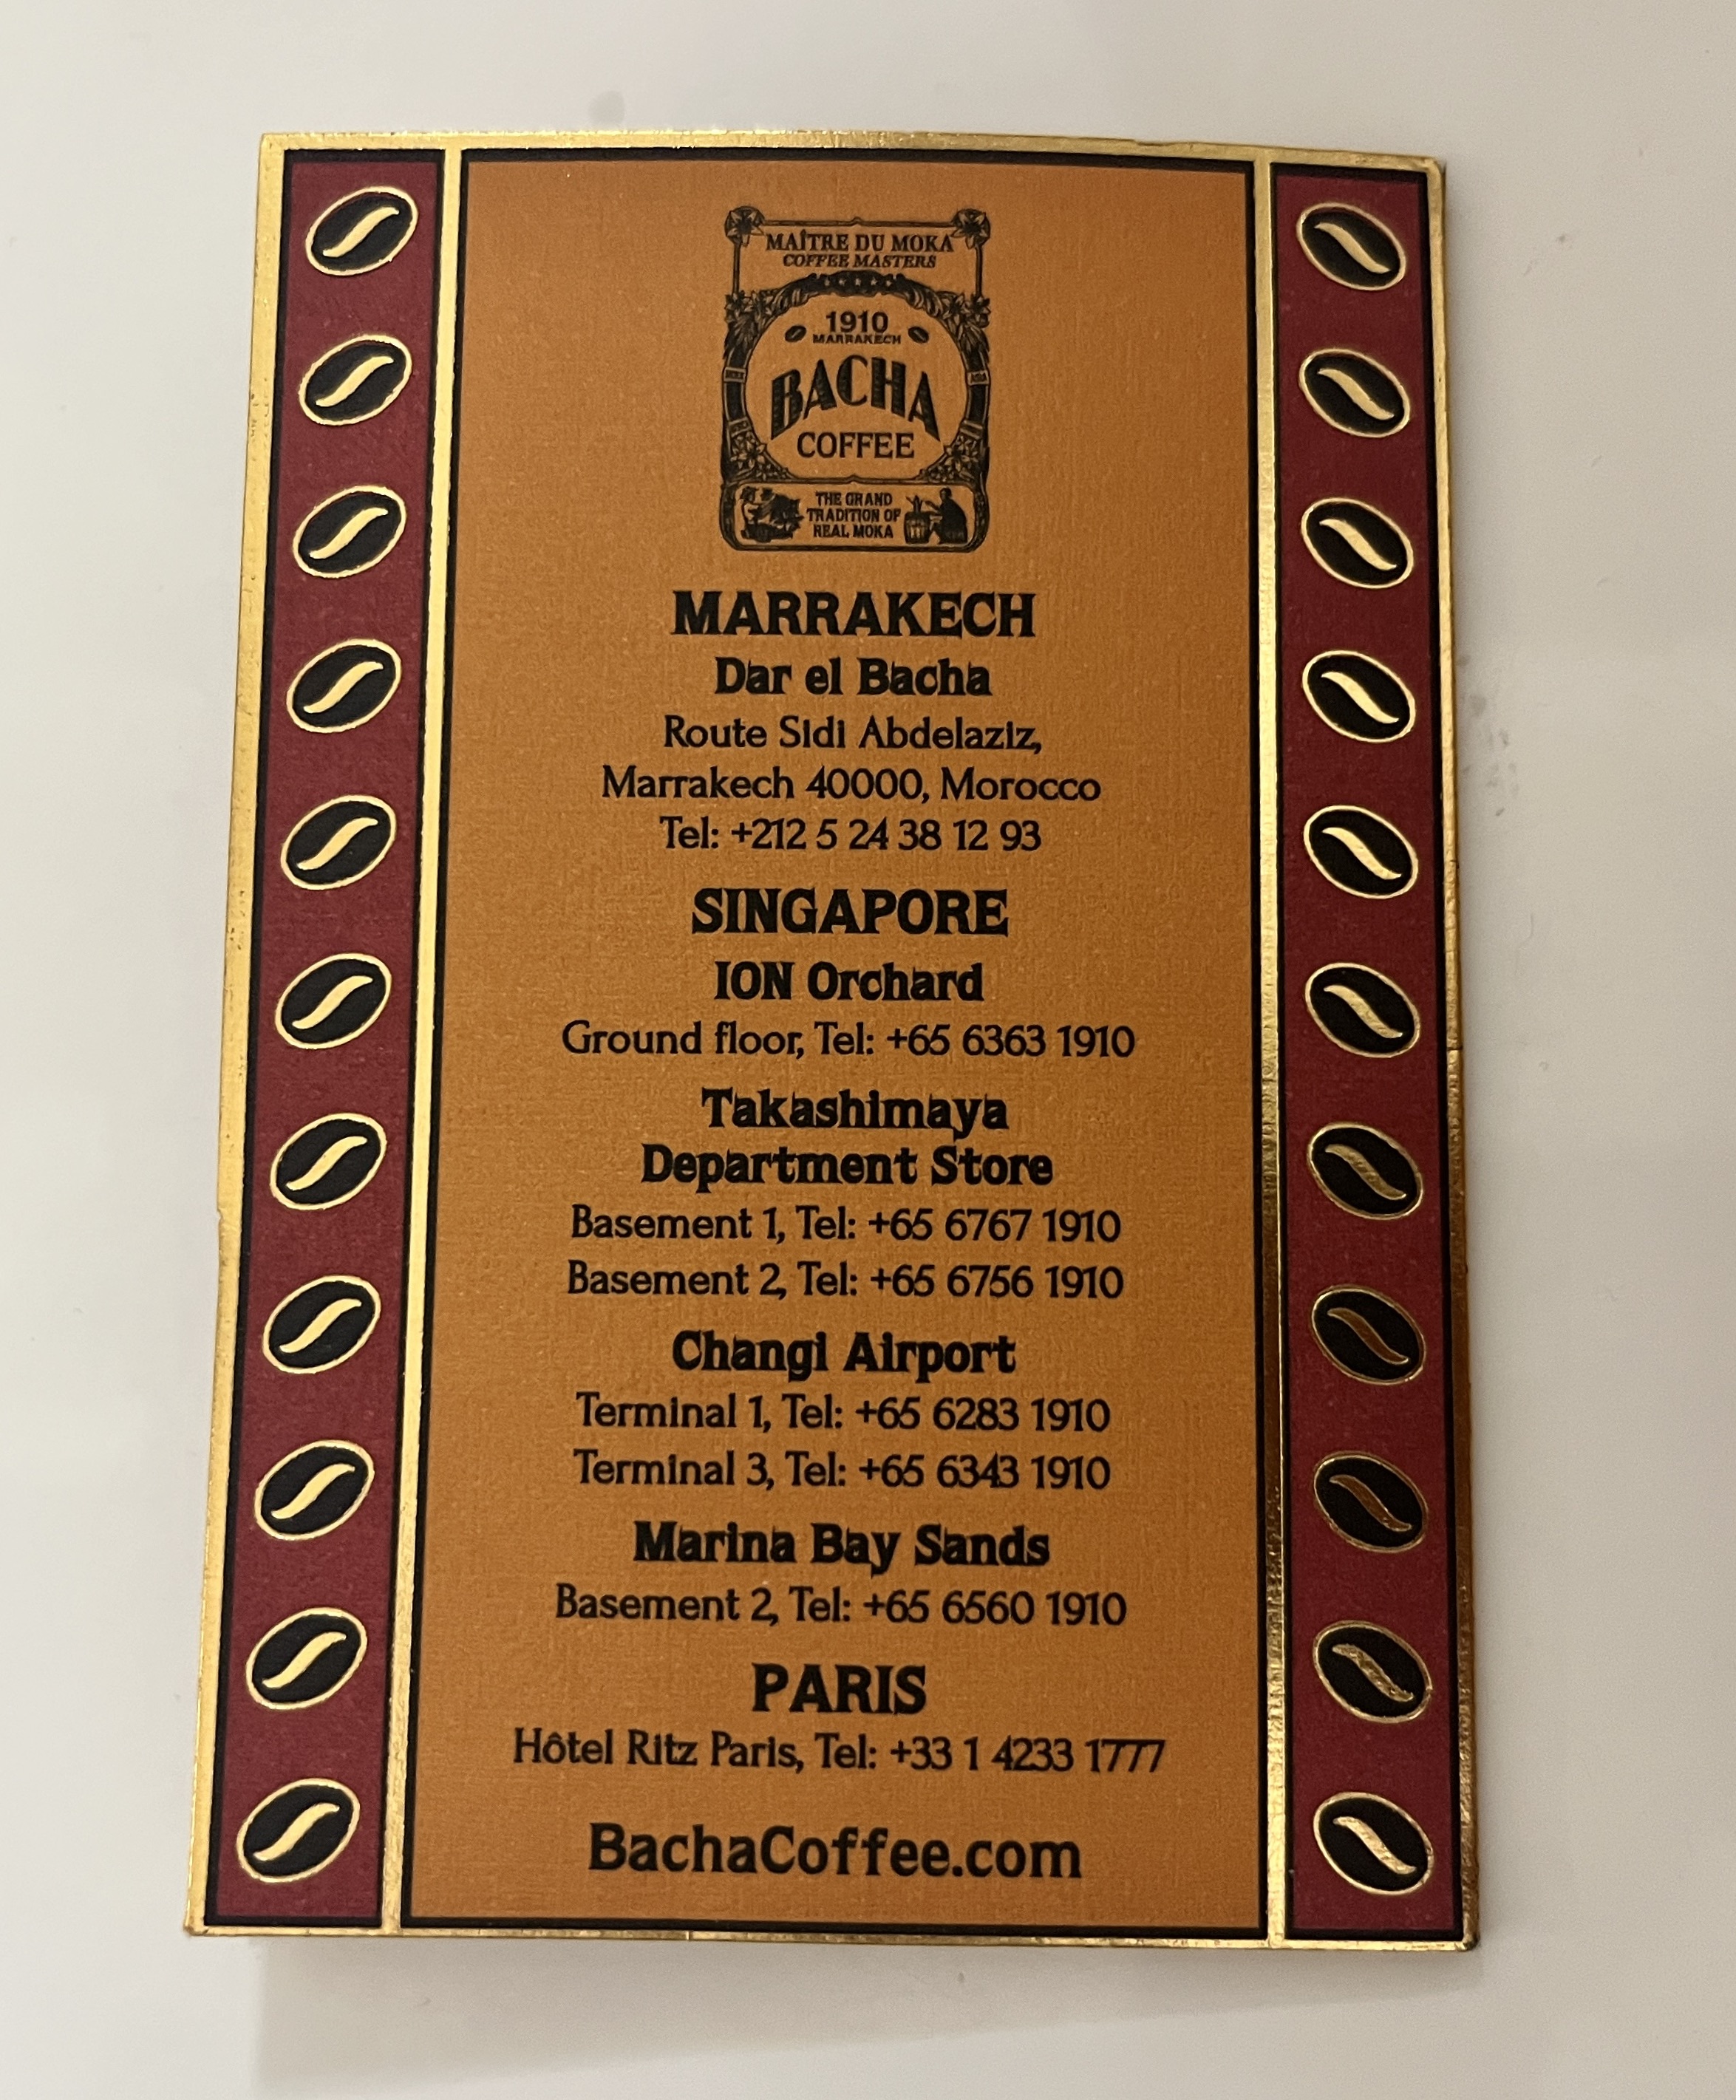 MAÎTRE DU MOKA
COFFEE MASTERS
1910
MARRAKECH
BACHA
COFFEE
THE GRAND
TRADITION OF
REAL MOKA
MARRAKECH
Dar el Bacha
Route Sidi Abdelaziz,
Marrakech 40000, Morocco
Tel: +212 5 24 38 12 93
SINGAPORE
ION Orchard
Ground floor, Tel: +65 6363 1910
Takashimaya
Department Store
Basement 1, Tel: +65 6767 1910
Basement 2, Tel: +65 6756 1910
Changi Airport
Terminal 1, Tel: +65 6283 1910
Terminal 3, Tel: +65 6343 1910
Marina Bay Sands
Basement 2, Tel: +65 6560 1910
PARIS
Hôtel Ritz Paris, Tel: +33 1 4233 1777
BachaCoffee.com